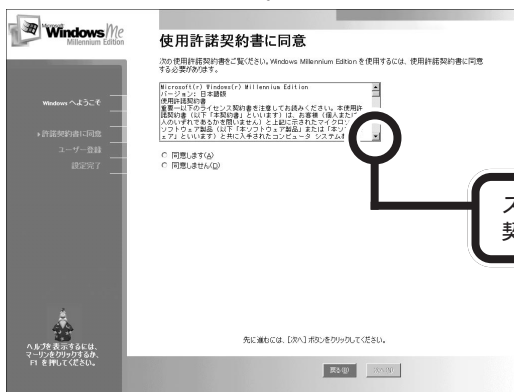 Microsoft
Windows Me
Millennium Edition
使用許諾契約書に同意
次の使用許諾契約書をご覧ください。Windows Millennium Edition を使用するには、使用許諾契約書に同意
する必要があります。
Microsoft(r) Windows(r) Millennium Edition
バージョン: 日本語版
使用許諾契約書
重要－以下のライセンス契約書を注意してお読みください。本使用許
諾契約書（以下「本契約書」といいます）は、お客様（個人または
人のいずれであるかを問いません）と上記に示されたマイクロ
ソフトウェア製品（以下「本ソフトウェア製品」または「本ソ
ェア」といいます）と共に入手されたコンピュータ システム
Windows へようこそ
許諾契約書に同意
ユーザー登録
設定完了
同意します(A)
同意しません(D)
契
ヘルプを表示するには、
マーリンをクリックするか、
F1 を押してください。
先に進むには、[次へ] ボタンをクリックしてください。
戻る(B)
次へ(N)